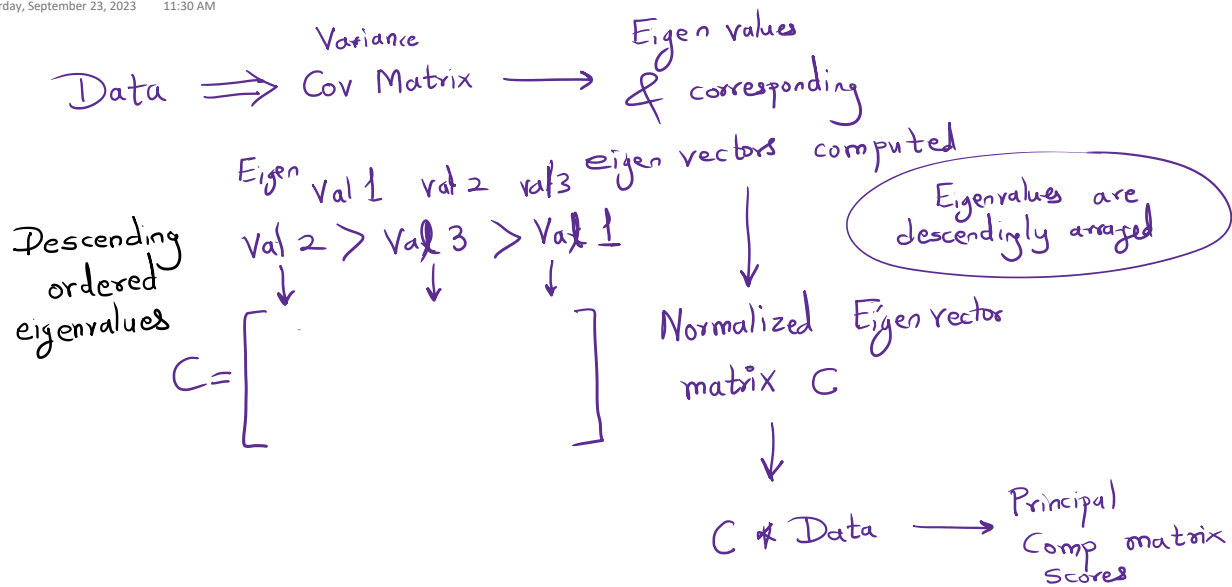 rday, September 23, 2023 11:30 AM
Variance
Data ⟹ Cov Matrix ⟶ Eigen values
& corresponding
eigen vectors computed
Eigenvalues are
descendingly arraged
Eigen Val 1 val 2 val 3
Descending
ordered
eigenvalues
Val 2 > Val 3 > Val 1
C = [ ]
Normalized Eigenvector
matrix C
C * Data ⟶ Principal
Comp matrix
scores